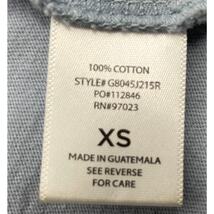 100% COTTON
STYLE# G8045J215R
PO#112846
RN#97023
XS
MADE IN GUATEMALA
SEE REVERSE
FOR CARE